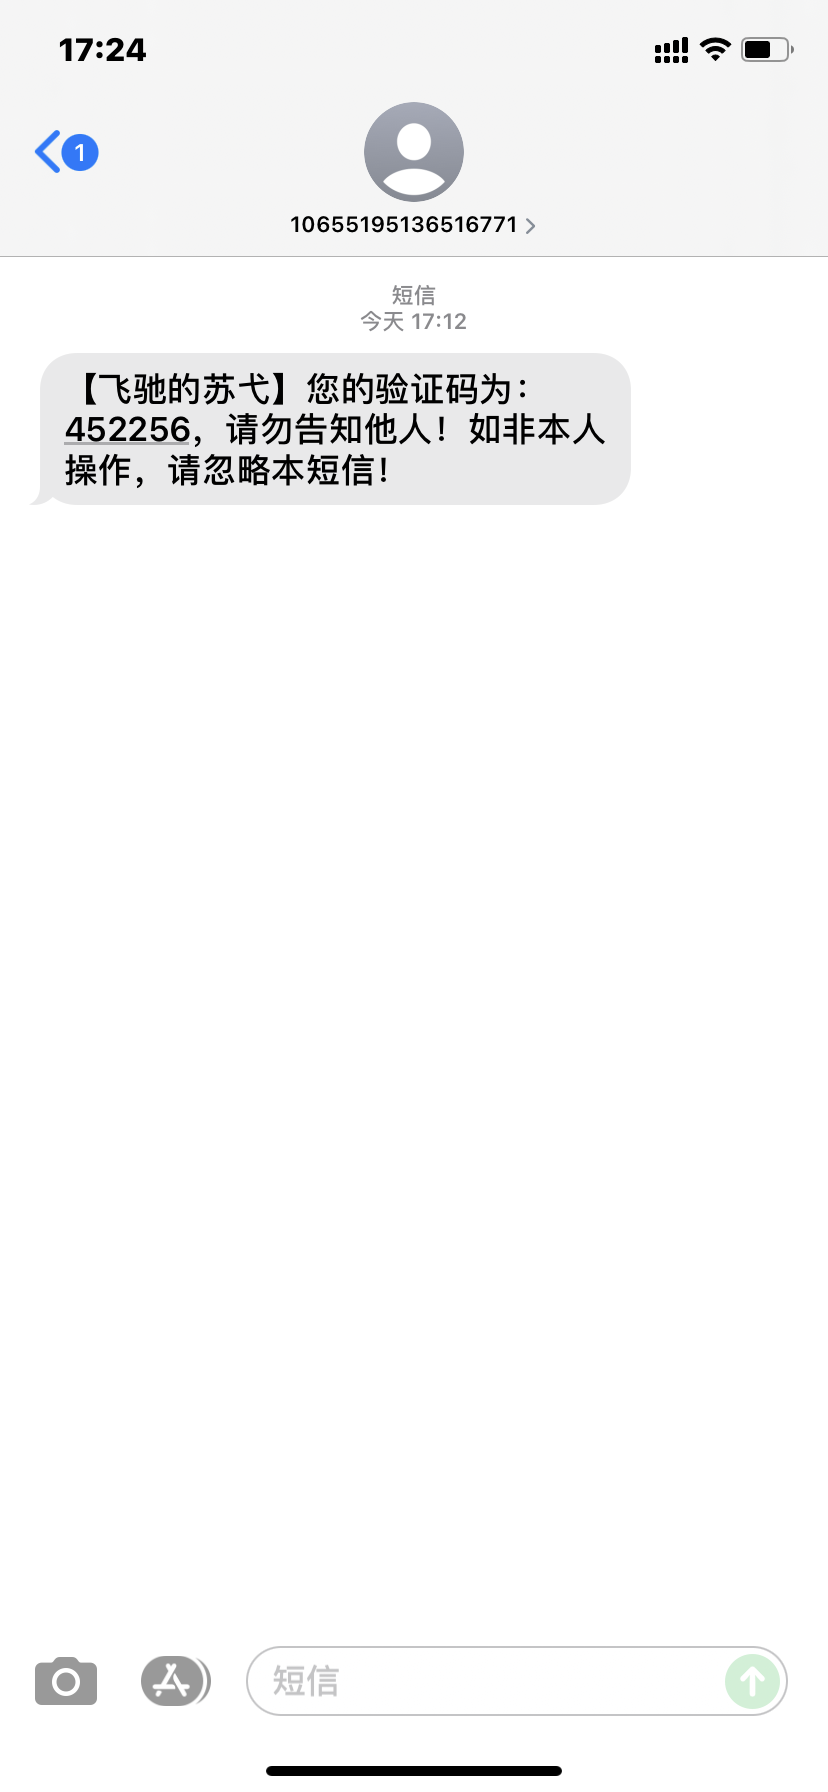 17:24
1
10655195136516771
短信
今天 17:12
【飞驰的苏弋】您的验证码为：
452256，请勿告知他人！如非本人
操作，请忽略本短信！
短信